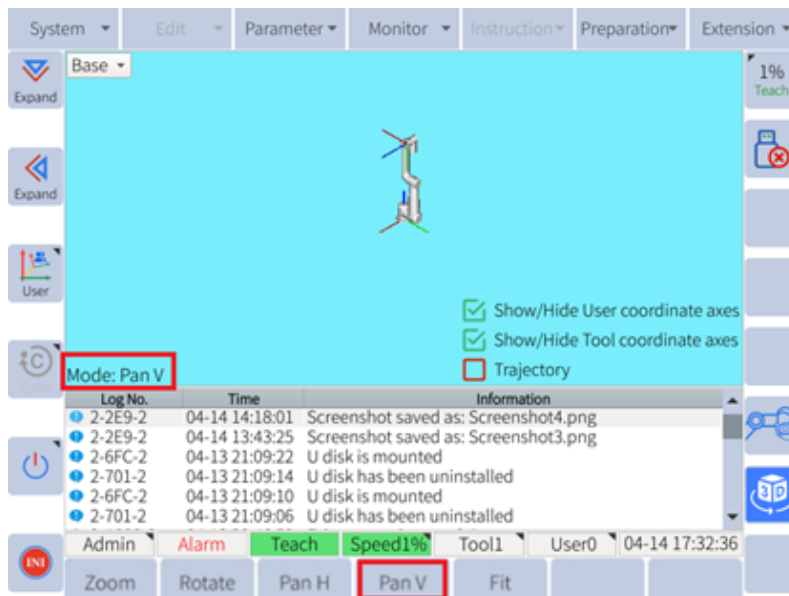 System Edit Parameter Monitor Instruction Preparation Extension
Base
1%
Teach
Expand
Expand
User
Show/Hide User coordinate axes
Show/Hide Tool coordinate axes
Trajectory
Mode: Pan V
Log No. Time Information
2-2E9-2 04-14 14:18:01 Screenshot saved as: Screenshot4.png
2-2E9-2 04-14 13:43:25 Screenshot saved as: Screenshot3.png
2-6FC-2 04-13 21:09:22 U disk is mounted
2-701-2 04-13 21:09:14 U disk has been uninstalled
2-6FC-2 04-13 21:09:10 U disk is mounted
2-701-2 04-13 21:09:06 U disk has been uninstalled
3D
Admin Alarm Teach Speed1% Tool1 User0 04-14 17:32:36
INI
Zoom Rotate Pan H Pan V Fit